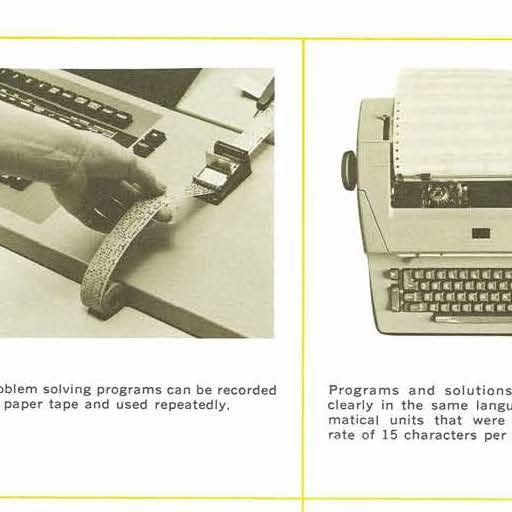 oblem solving programs can be recorded
paper tape and used repeatedly.
Programs and solutions
clearly in the same langu
matical units that were
rate of 15 characters per